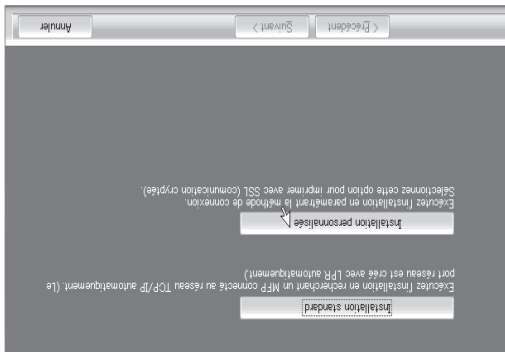 Installation standard
Exécutez l'installation en recherchant un MFP connecté au réseau TCP/IP automatiquement. (Le
port réseau est créé avec LPR automatiquement.)
Installation personnalisée
Exécutez l'installation en paramétrant la méthode de connexion.
Sélectionnez cette option pour imprimer avec SSL (communication cryptée).
< Précédent
Suivant >
Annuler